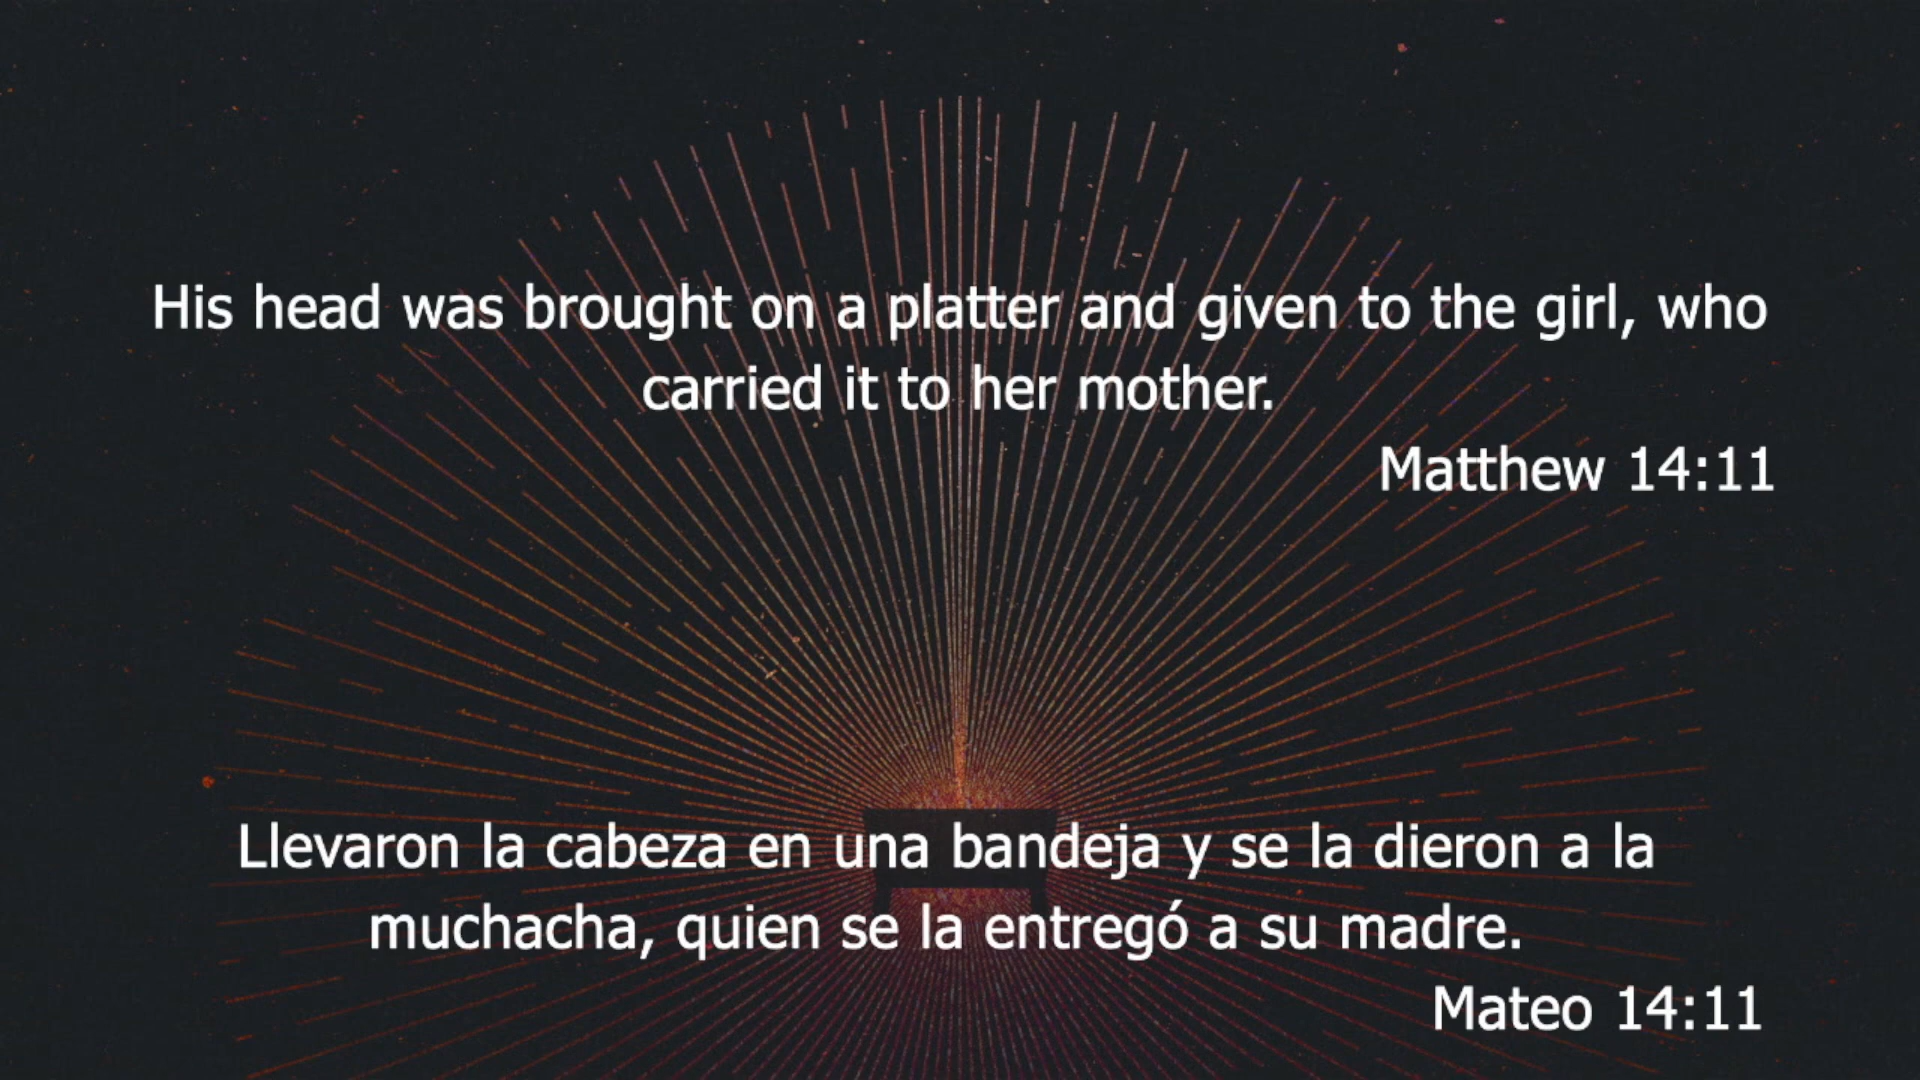 His head was brought on a platter and given to the girl, who
carried it to her mother.
Matthew 14:11
Llevaron la cabeza en una bandeja y se la dieron a la
muchacha, quien se la entregó a su madre.
Mateo 14:11